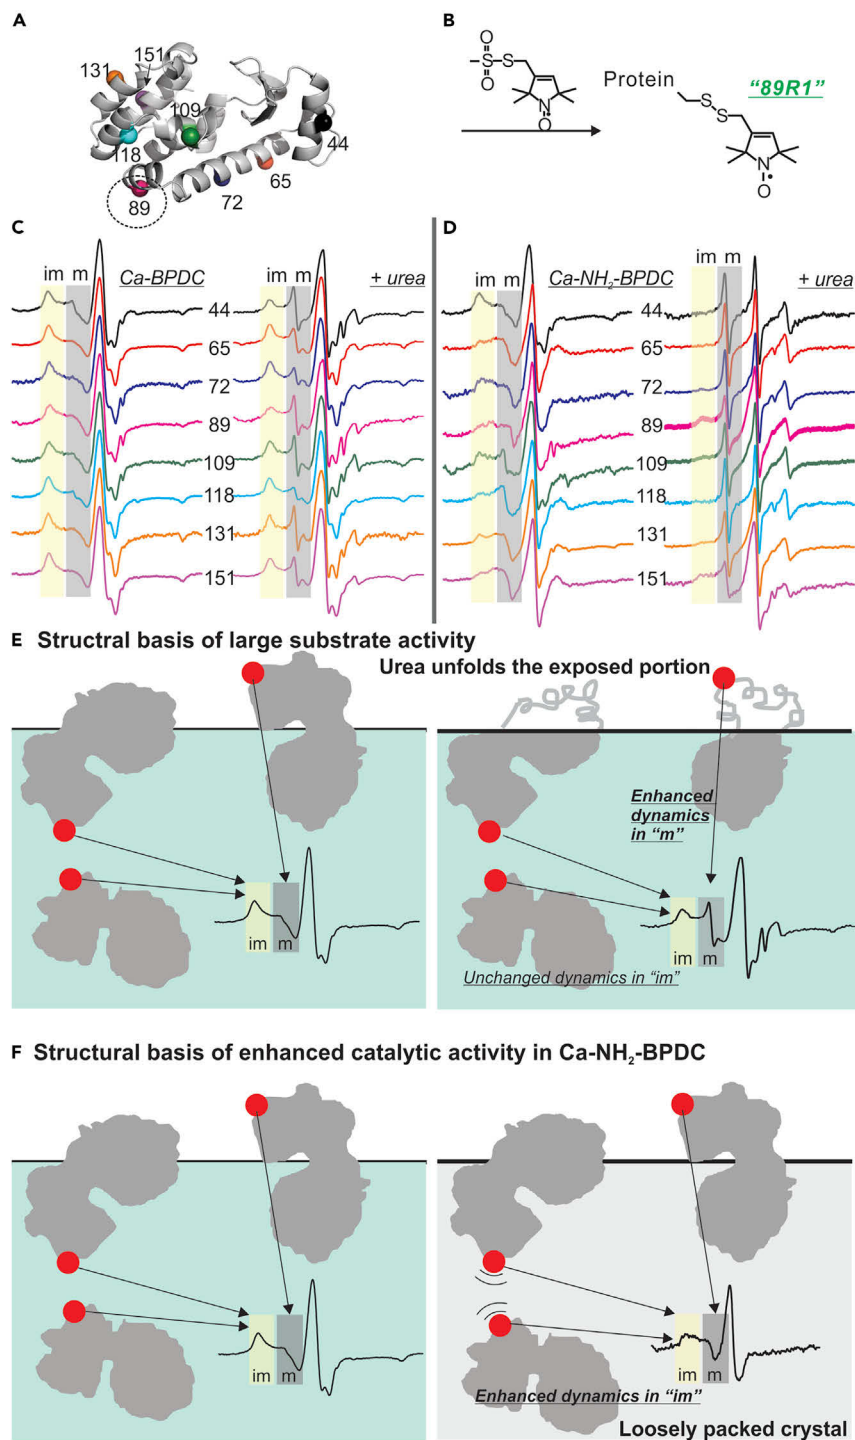 A
131
151
109
118
44
89
72
65
B
O
S
S
O
N
O
Protein
"89R1"
S
S
N
O
C
im m Ca-BPDC im m + urea
44
65
72
89
109
118
131
151
D
im m Ca-NH₂-BPDC im m + urea
44
65
72
89
109
118
131
151
E Structral basis of large substrate activity
Urea unfolds the exposed portion
im m
Enhanced
dynamics
in "m"
im m
Unchanged dynamics in "im"
F Structural basis of enhanced catalytic activity in Ca-NH₂-BPDC
im m
im m
Enhanced dynamics in "im"
Loosely packed crystal